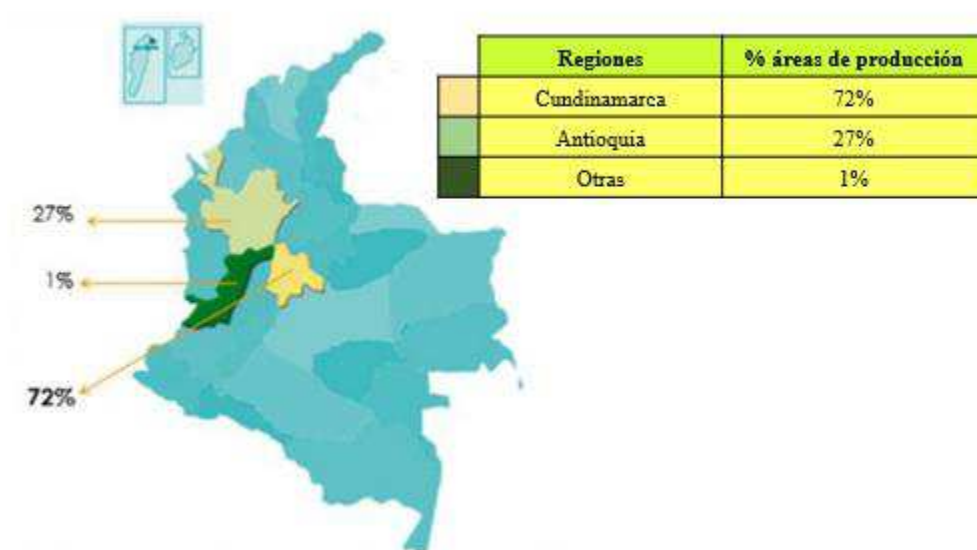 Regiones % áreas de producción
Cundinamarca 72%
Antioquia 27%
Otras 1%
27%
1%
72%